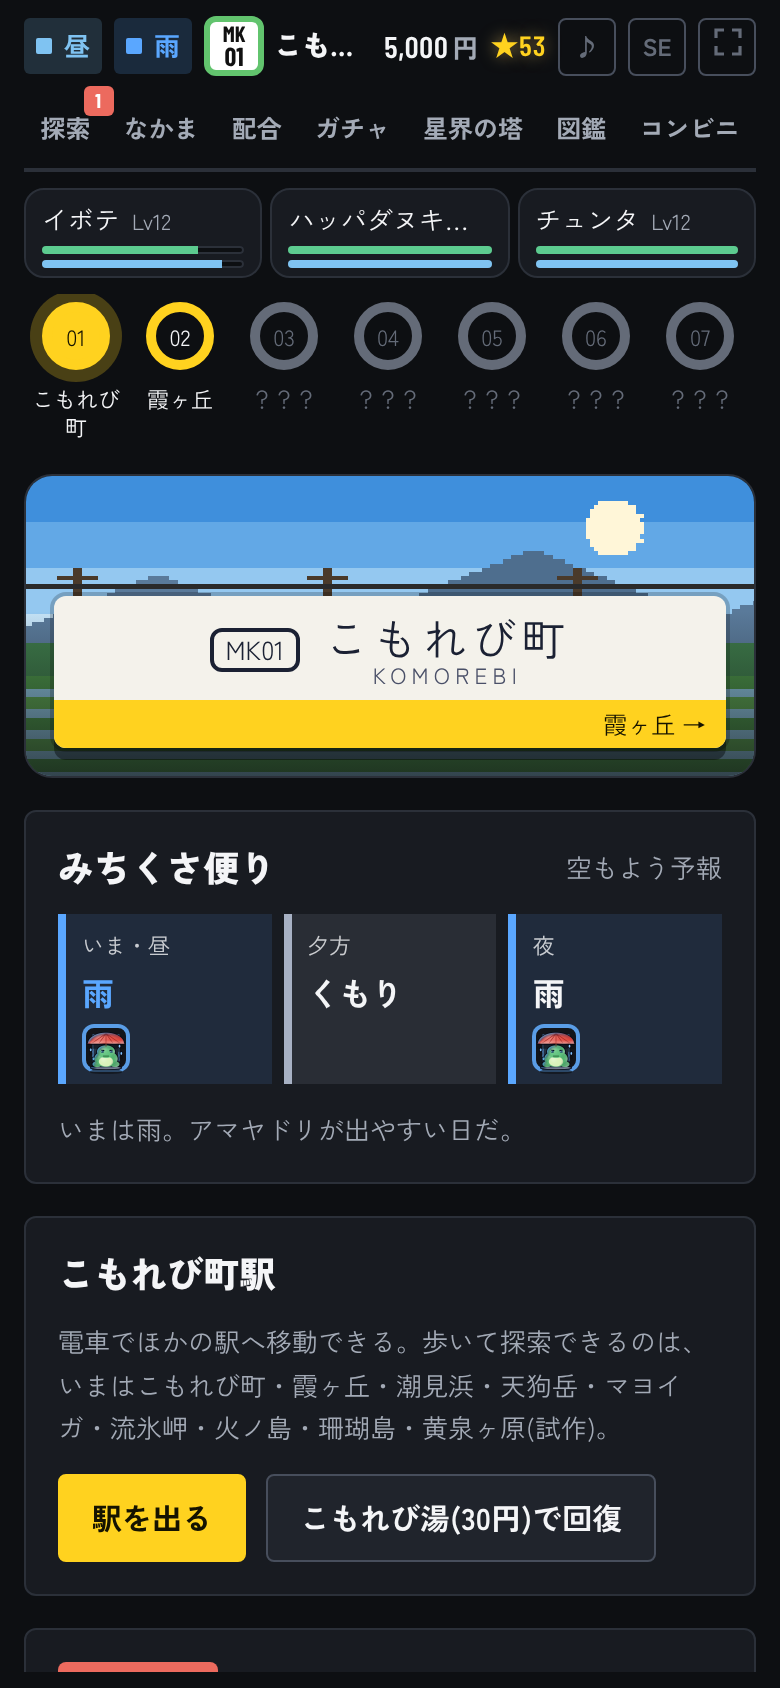 昼 雨 MK 01 こも… 5,000 円 ★53 ♪ SE
1
探索 なかま 配合 ガチャ 星界の塔 図鑑 コンビニ
イボテ Lv12 ハッパダヌキ… チュンタ Lv12
01 02 03 04 05 06 07
こもれび町 霞ヶ丘 ？？？ ？？？ ？？？ ？？？ ？？？
MK01 こもれび町
KOMOREBI
霞ヶ丘 →
みちくさ便り 空もよう予報
いま・昼 夕方 夜
雨 くもり 雨
いまは雨。アマヤドリが出やすい日だ。
こもれび町駅
電車でほかの駅へ移動できる。歩いて探索できるのは、
いまはこもれび町・霞ヶ丘・潮見浜・天狗岳・マヨイ
ガ・流氷岬・火ノ島・珊瑚島・黄泉ヶ原(試作)。
駅を出る こもれび湯(30円)で回復